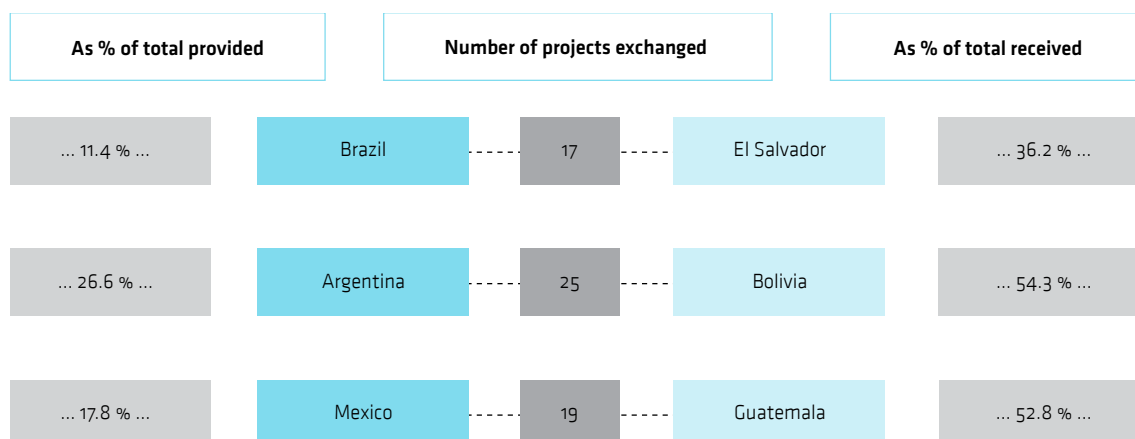 As % of total provided
Number of projects exchanged
As % of total received
... 11.4 % ...
Brazil
17
El Salvador
... 36.2 % ...
... 26.6 % ...
Argentina
25
Bolivia
... 54.3 % ...
... 17.8 % ...
Mexico
19
Guatemala
... 52.8 % ...